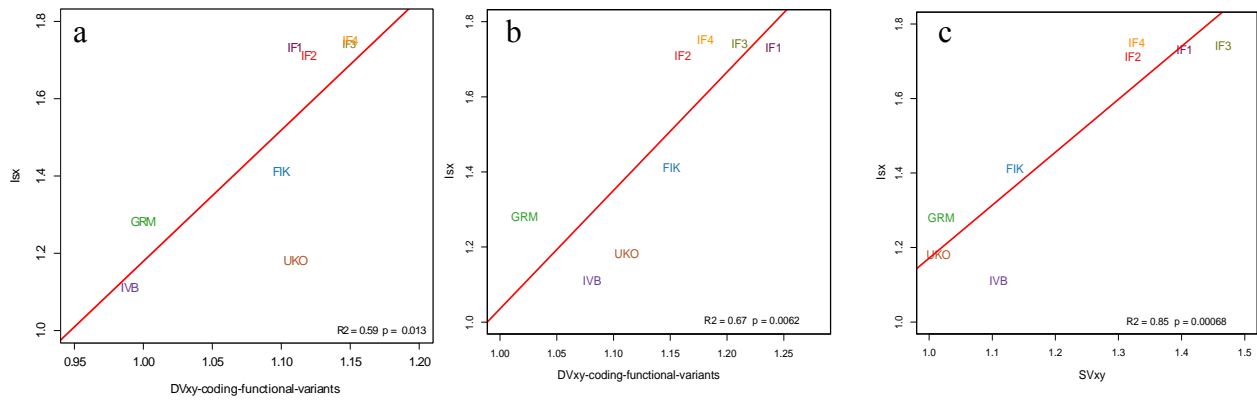 a
Isx
1.8
1.6
1.4
1.2
1.0
IF1
IF2
IF3
IF4
FIK
GRM
UKO
IVB
R2 = 0.59 p = 0.013
0.95 1.00 1.05 1.10 1.15 1.20
DVxy-coding-functional-variants
b
Isx
1.8
1.6
1.4
1.2
1.0
IF4
IF3
IF1
IF2
FIK
GRM
UKO
IVB
R2 = 0.67 p = 0.0062
1.00 1.05 1.10 1.15 1.20 1.25
DVxy-coding-functional-variants
c
Isx
1.8
1.6
1.4
1.2
1.0
IF4
IF3
IF1
IF2
FIK
GRM
UKO
IVB
R2 = 0.85 p = 0.00068
1.0 1.1 1.2 1.3 1.4 1.5
SVxy